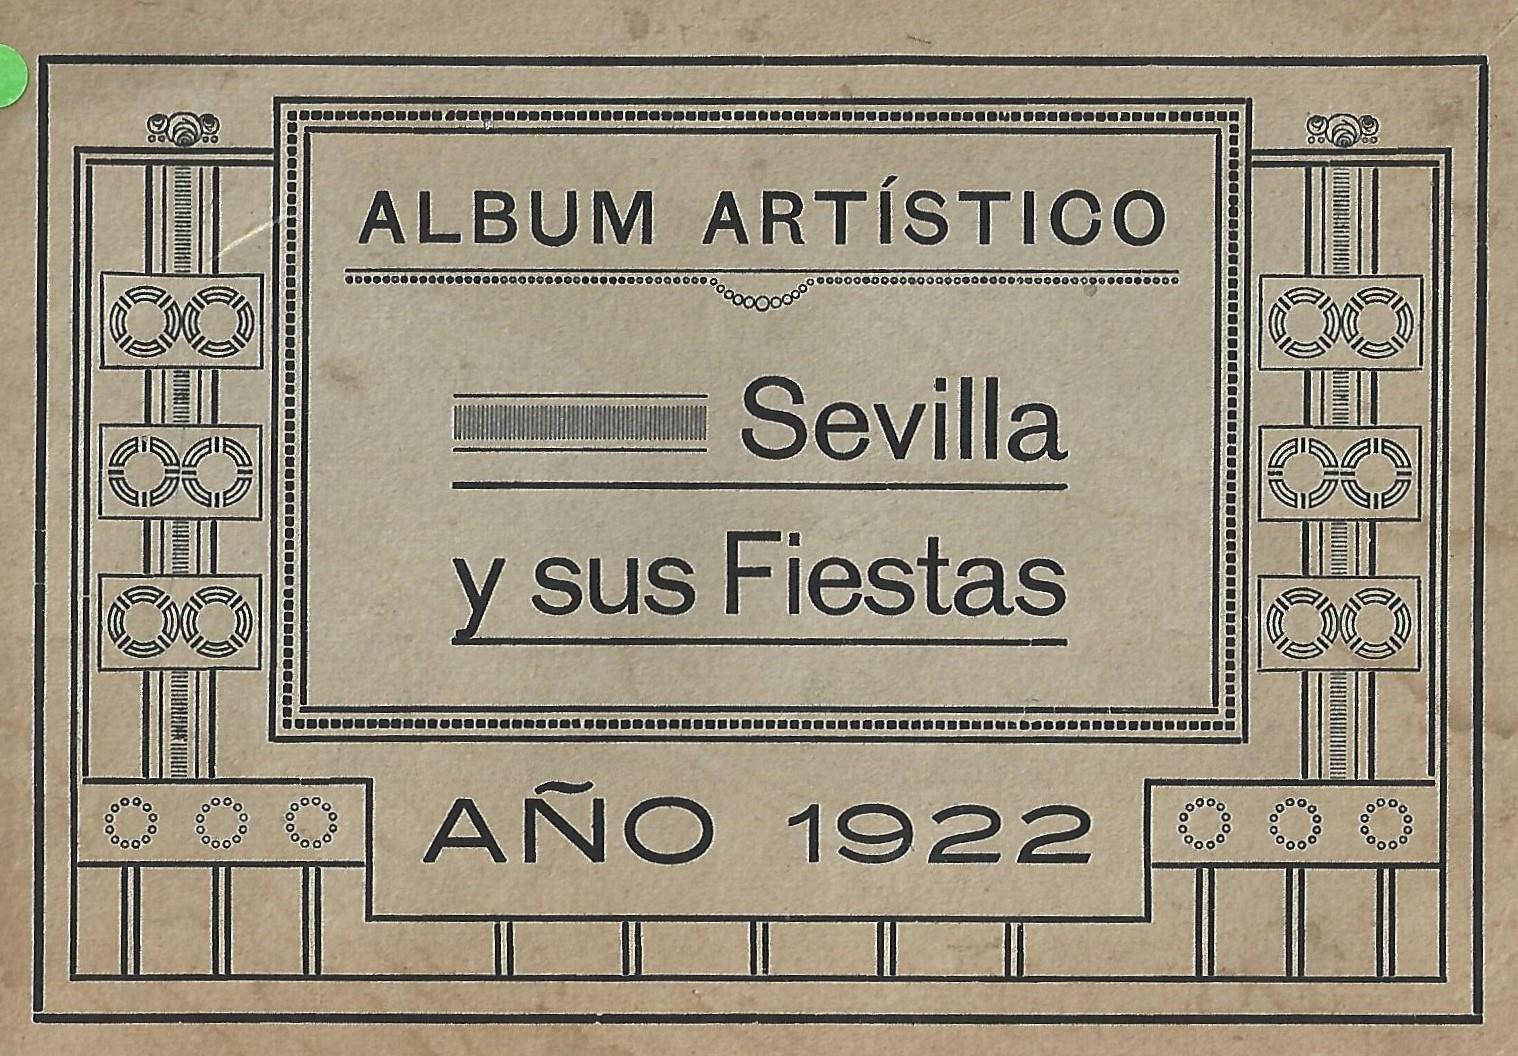 ALBUM ARTÍSTICO
Sevilla
y sus Fiestas
AÑO 1922